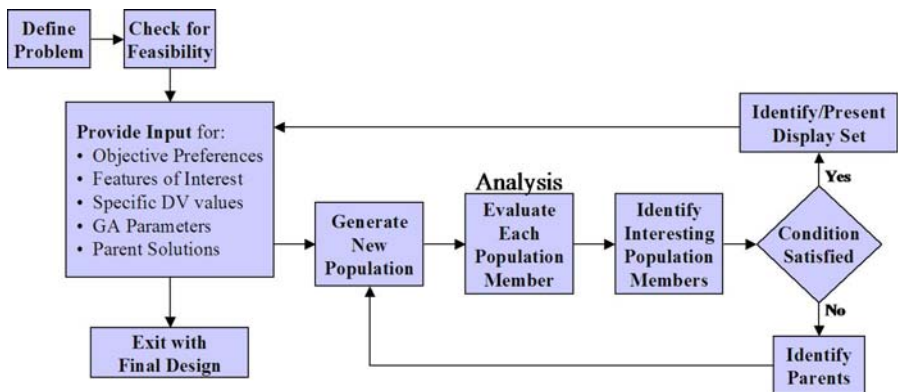 Define
Problem
Check for
Feasibility
Provide Input for:
• Objective Preferences
• Features of Interest
• Specific DV values
• GA Parameters
• Parent Solutions
Exit with
Final Design
Generate
New
Population
Analysis
Evaluate
Each
Population
Member
Identify
Interesting
Population
Members
Condition
Satisfied
Yes
Identify/Present
Display Set
No
Identify
Parents